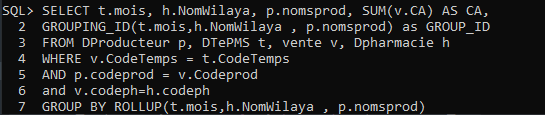 SQL> SELECT t.mois, h.NomWilaya, p.nomsprod, SUM(v.CA) AS CA,
2 GROUPING_ID(t.mois,h.NomWilaya , p.nomsprod) as GROUP_ID
3 FROM DProducteur p, DTePMS t, vente v, Dpharmacie h
4 WHERE v.CodeTemps = t.CodeTemps
5 AND p.codeprod = v.Codeprod
6 and v.codeph=h.codeph
7 GROUP BY ROLLUP(t.mois,h.NomWilaya , p.nomsprod)